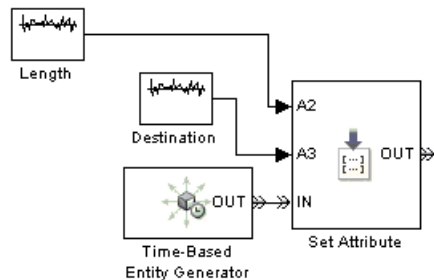 Length
A2
Destination
A3
OUT
OUT
IN
Time-Based
Entity Generator
Set Attribute